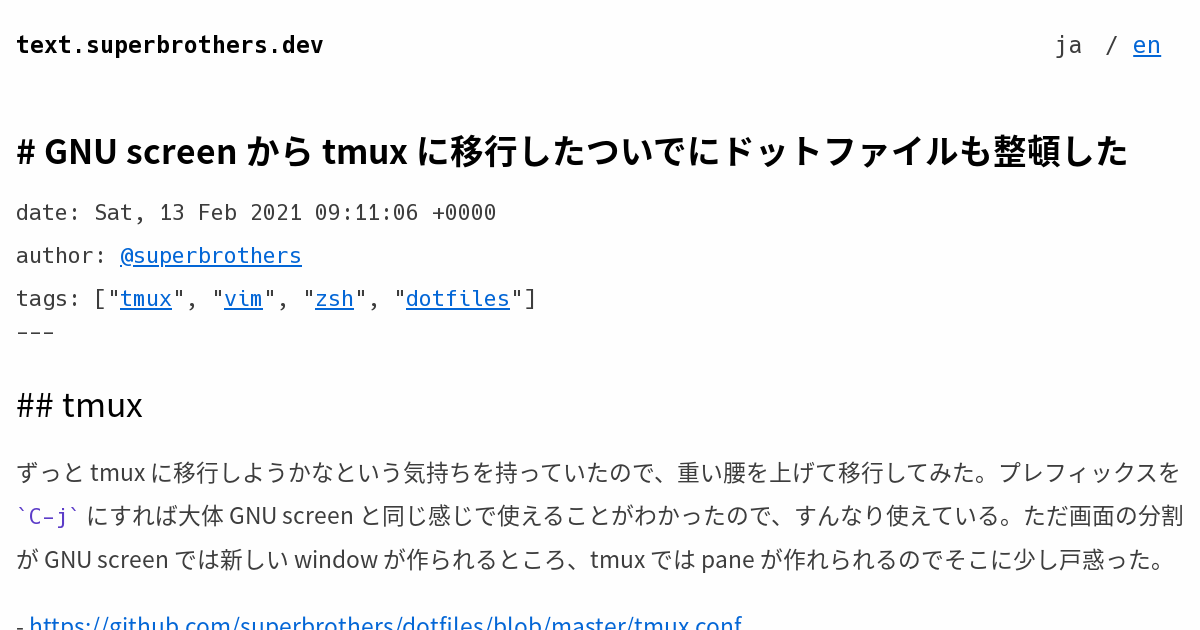 text.superbrothers.dev
ja / en
# GNU screen から tmux に移行したついでにドットファイルも整頓した
date: Sat, 13 Feb 2021 09:11:06 +0000
author: @superbrothers
tags: ["tmux", "vim", "zsh", "dotfiles"]
---
## tmux
ずっと tmux に移行しようかなという気持ちを持っていたので、重い腰を上げて移行してみた。プレフィックスを
`C-j` にすれば大体 GNU screen と同じ感じで使えることがわかったので、すんなり使えている。ただ画面の分割
が GNU screen では新しい window が作られるところ、tmux では pane が作れられるのでそこに少し戸惑った。
- https://github.com/superbrothers/dotfiles/blob/master/tmux.conf